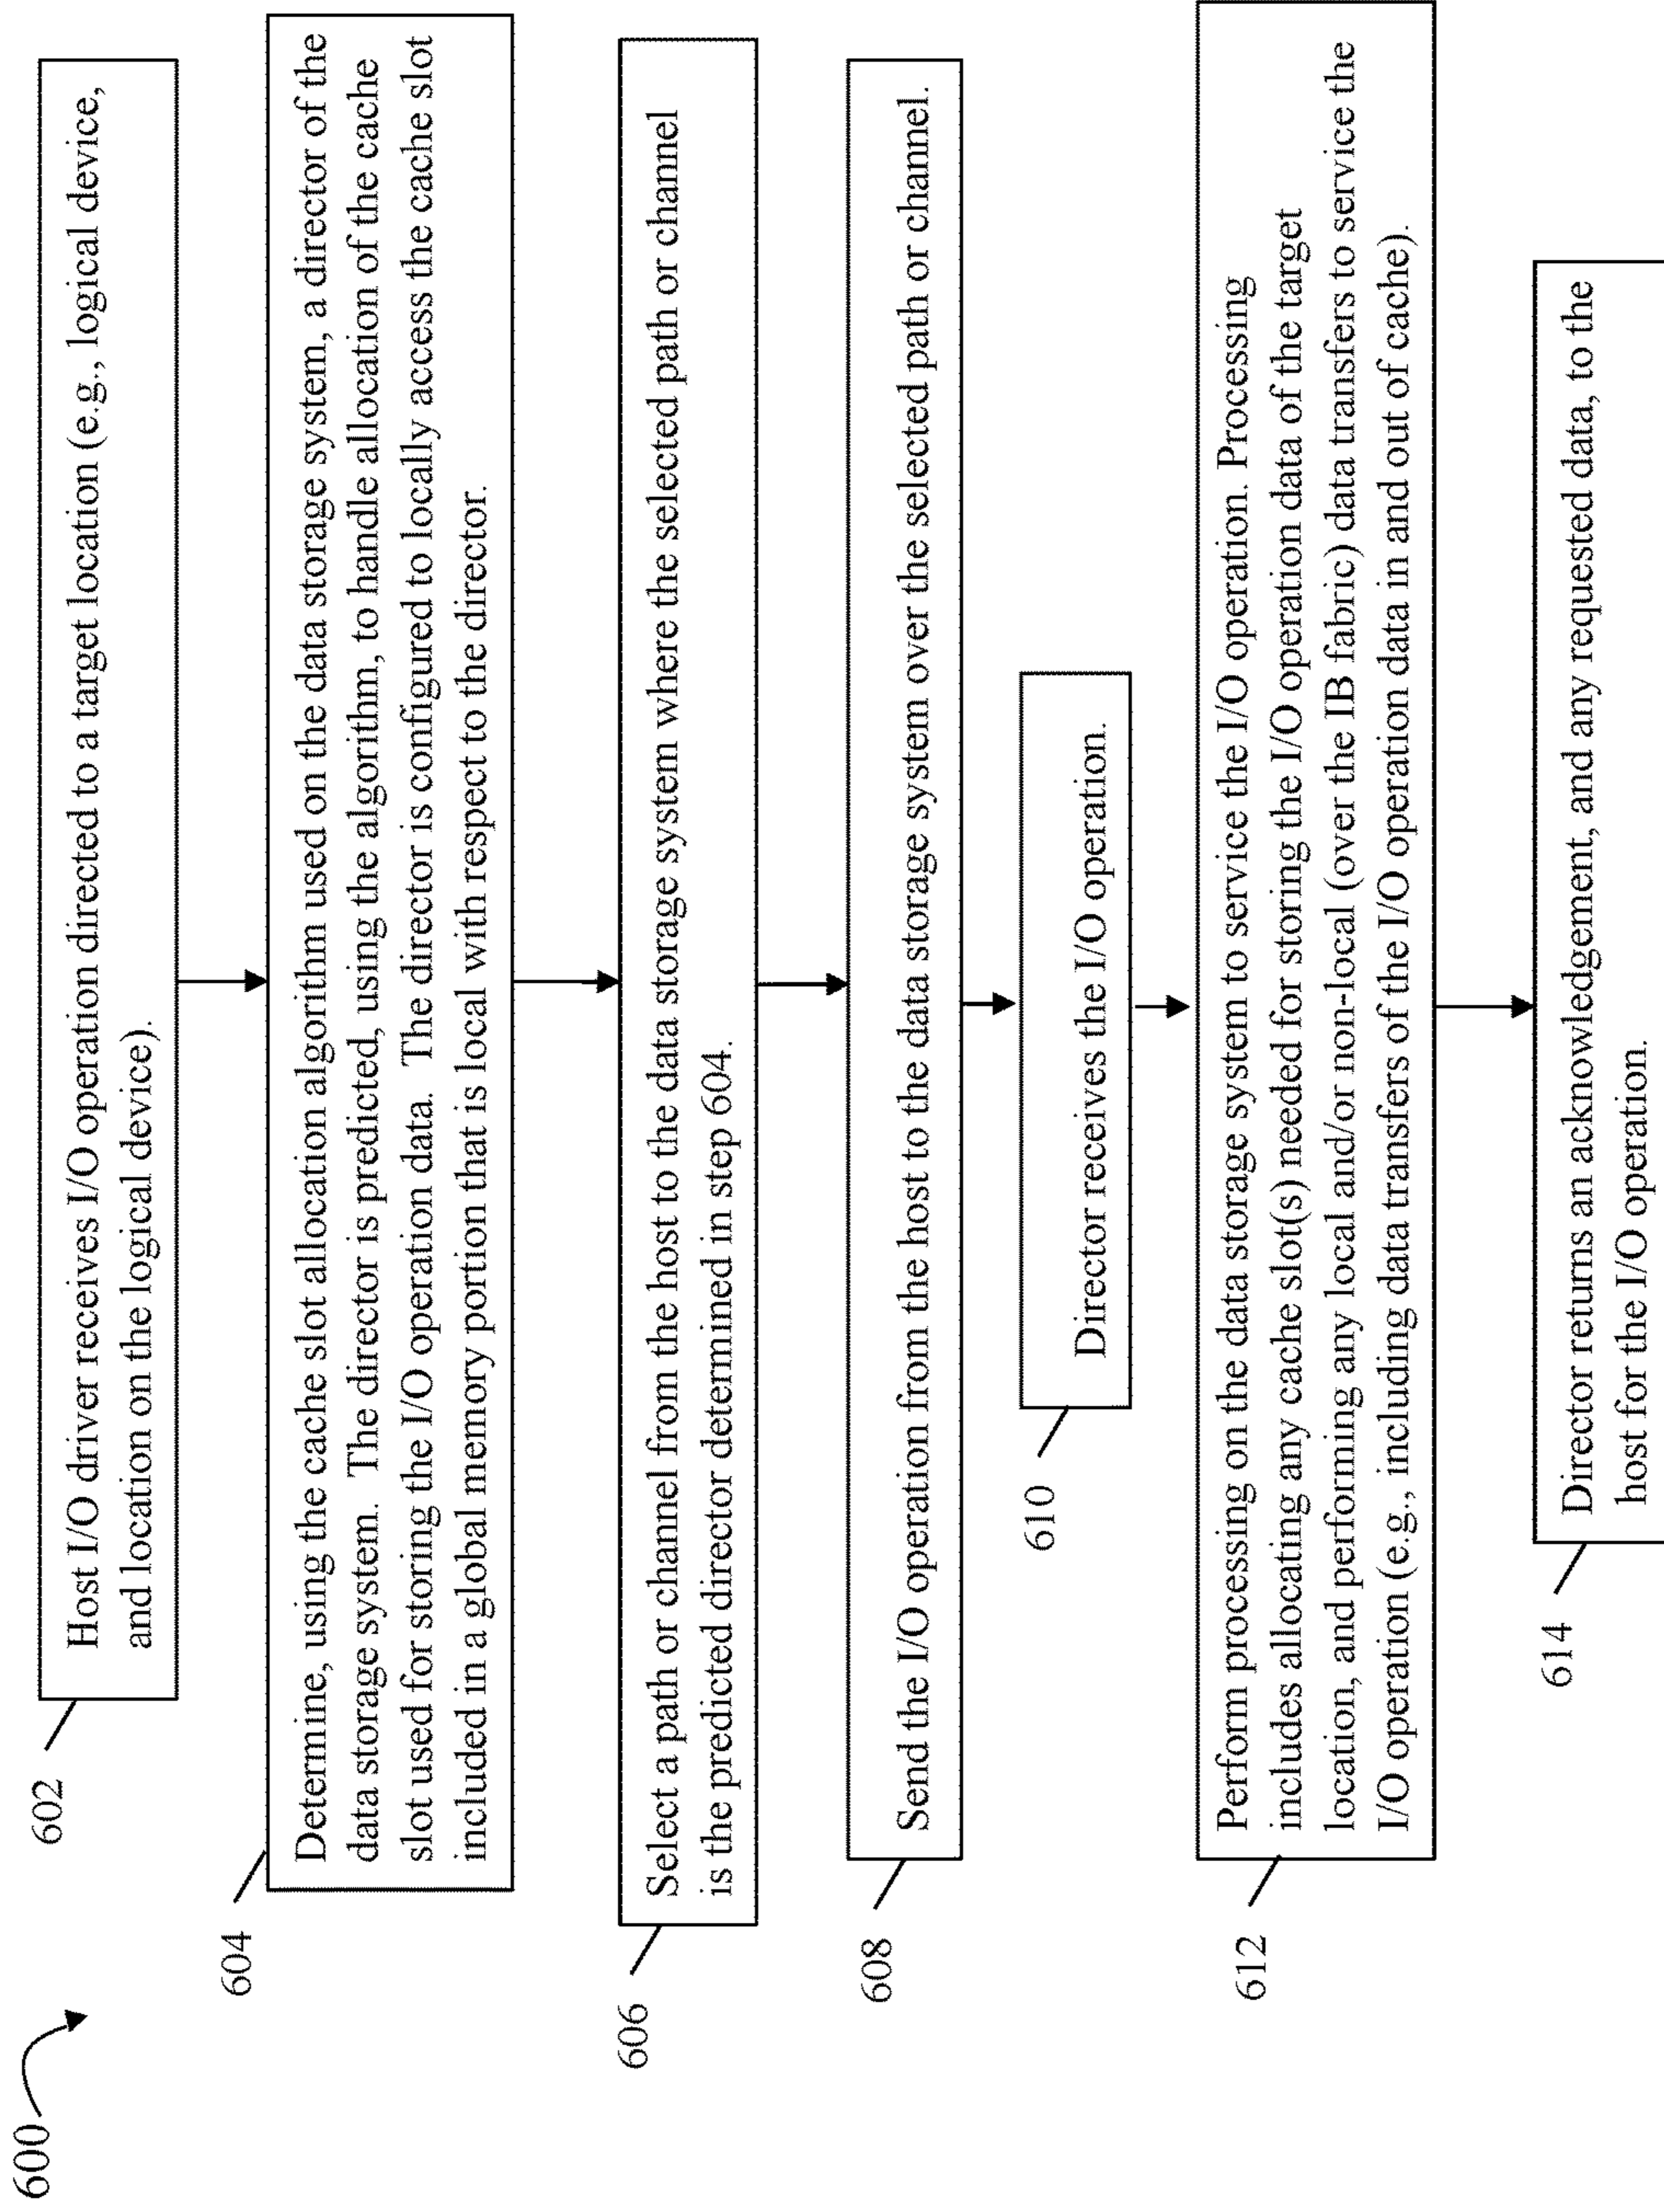 600
602
Host I/O driver receives I/O operation directed to a target location (e.g., logical device,
and location on the logical device).
604
Determine, using the cache slot allocation algorithm used on the data storage system, a director of the
data storage system. The director is predicted, using the algorithm, to handle allocation of the cache
slot used for storing the I/O operation data. The director is configured to locally access the cache slot
included in a global memory portion that is local with respect to the director.
606
Select a path or channel from the host to the data storage system where the selected path or channel
is the predicted director determined in step 604.
608
Send the I/O operation from the host to the data storage system over the selected path or channel.
610
Director receives the I/O operation.
612
Perform processing on the data storage system to service the I/O operation. Processing
includes allocating any cache slot(s) needed for storing the I/O operation data of the target
location, and performing any local and/or non-local (over the IB fabric) data transfers to service the
I/O operation (e.g., including data transfers of the I/O operation data in and out of cache).
614
Director returns an acknowledgement, and any requested data, to the
host for the I/O operation.